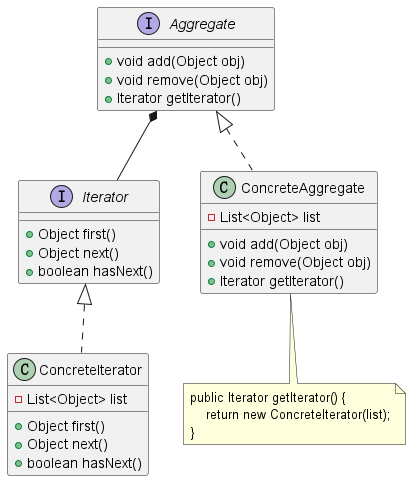 I Aggregate
void add(Object obj)
void remove(Object obj)
Iterator getIterator()
I Iterator
Object first()
Object next()
boolean hasNext()
C ConcreteAggregate
List<Object> list
void add(Object obj)
void remove(Object obj)
Iterator getIterator()
C ConcreteIterator
List<Object> list
Object first()
Object next()
boolean hasNext()
public Iterator getIterator() {
return new ConcreteIterator(list);
}